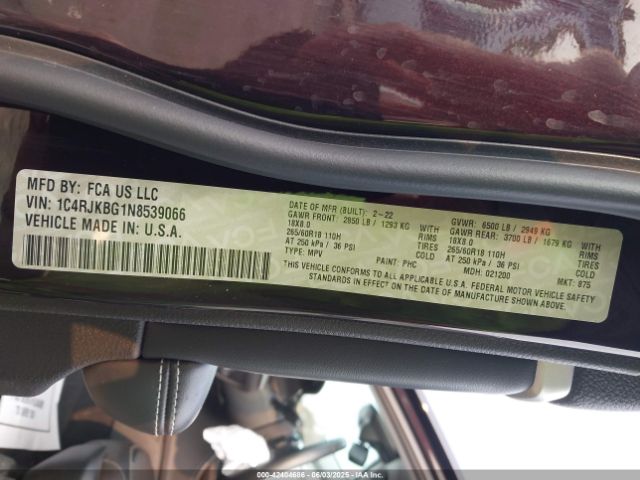 MFD BY: FCA US LLC
VIN: 1C4RJKBG1N8539066
VEHICLE MADE IN: U.S.A.
DATE OF MFR (BUILT): 2-22 GVWR: 6500 LB / 2949 KG
GAWR FRONT: 2850 LB / 1293 KG WITH GAWR REAR: 3700 LB / 1679 KG WITH
18X8.0 RIMS 18X8.0 RIMS
265/60R18 110H TIRES 265/60R18 110H TIRES
AT 250 kPa / 36 PSI COLD AT 250 kPa / 36 PSI COLD
TYPE: MPV PAINT: PHC MDH: 021200 MKT: 875
THIS VEHICLE CONFORMS TO ALL APPLICABLE U.S.A. FEDERAL MOTOR VEHICLE SAFETY
STANDARDS IN EFFECT ON THE DATE OF MANUFACTURE SHOWN ABOVE.
000-42404686 - 06/03/2025 - IAAI.COM